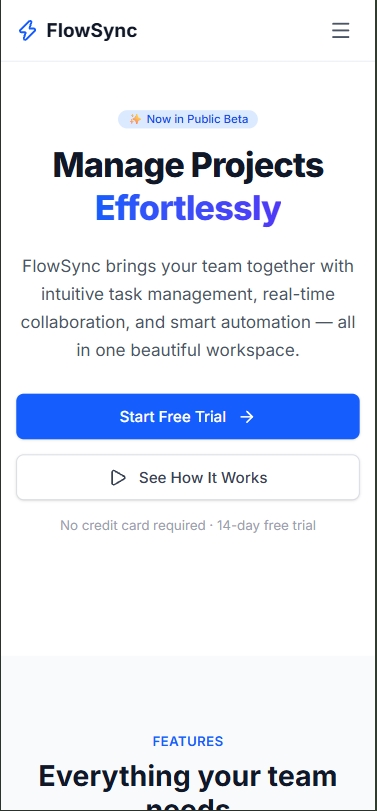 FlowSync
✨ Now in Public Beta
Manage Projects
Effortlessly
FlowSync brings your team together with
intuitive task management, real-time
collaboration, and smart automation — all
in one beautiful workspace.
Start Free Trial →
See How It Works
No credit card required · 14-day free trial
FEATURES
Everything your team
needs